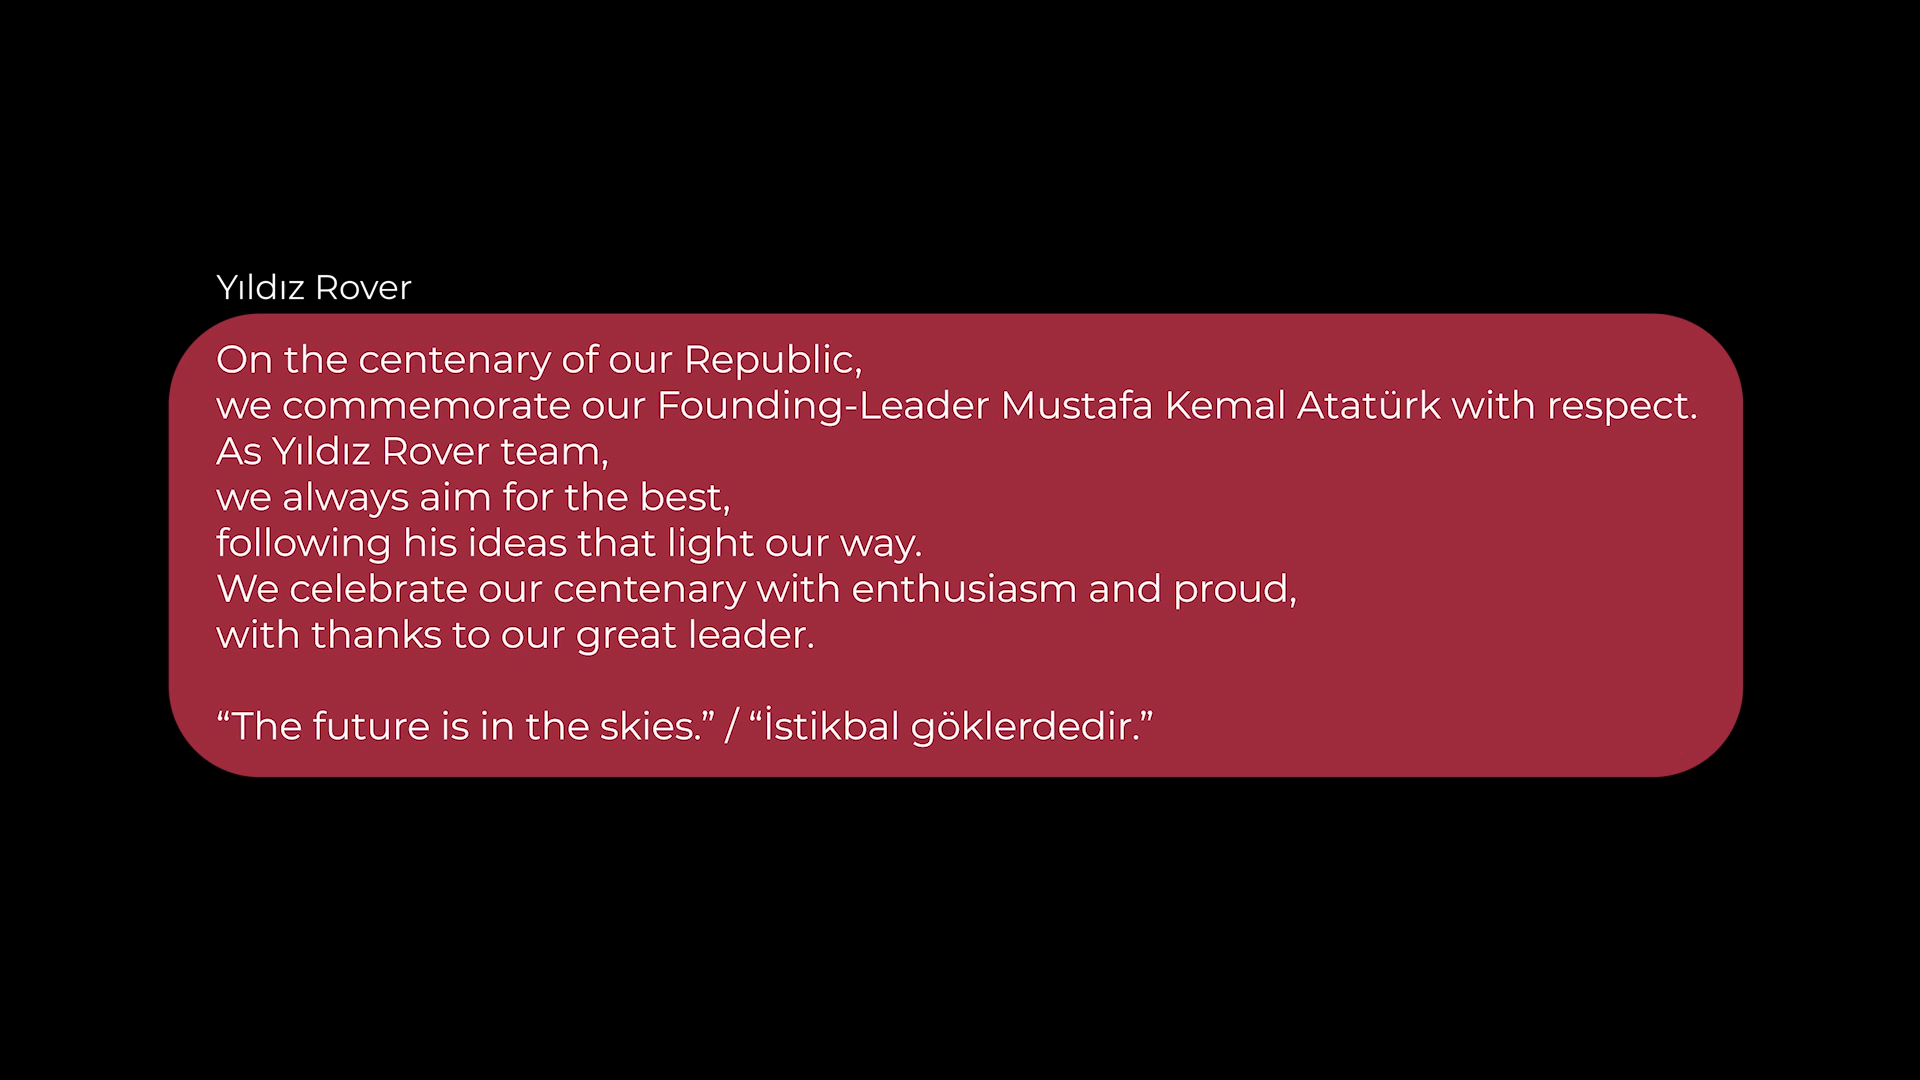 Yıldız Rover
On the centenary of our Republic,
we commemorate our Founding-Leader Mustafa Kemal Atatürk with respect.
As Yıldız Rover team,
we always aim for the best,
following his ideas that light our way.
We celebrate our centenary with enthusiasm and proud,
with thanks to our great leader.
“The future is in the skies.” / “İstikbal göklerdedir.”